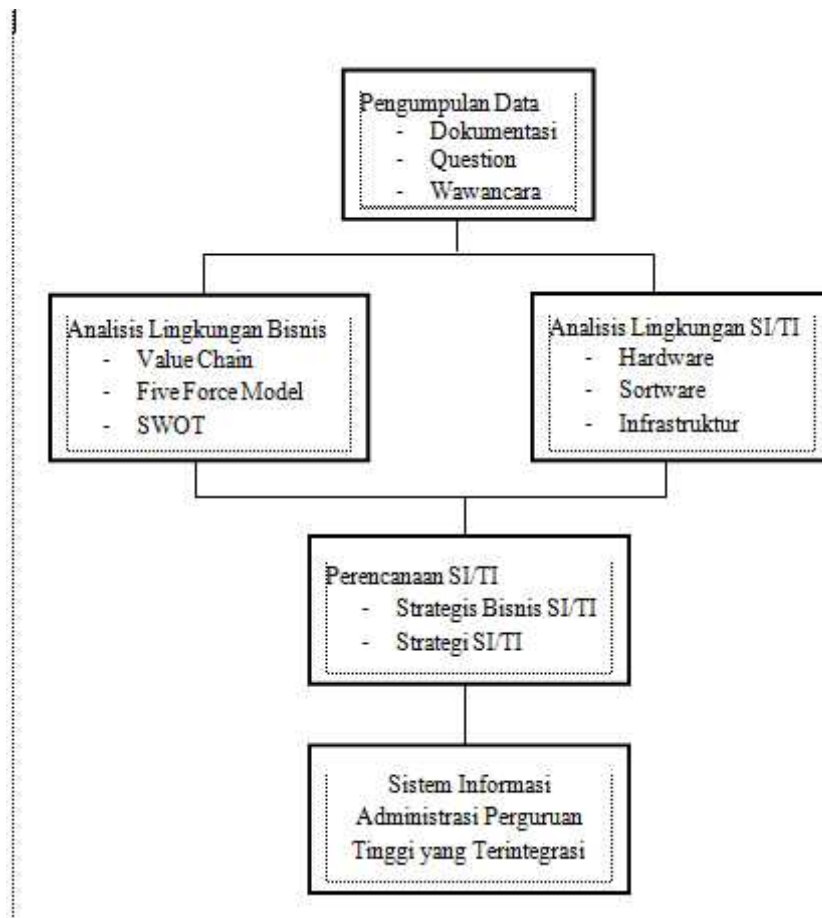 Pengumpulan Data
- Dokumentasi
- Question
- Wawancara
Analisis Lingkungan Bisnis
- Value Chain
- Five Force Model
- SWOT
Analisis Lingkungan SI/TI
- Hardware
- Sortware
- Infrastruktur
Perencanaan SI/TI
- Strategis Bisnis SI/TI
- Strategi SI/TI
Sistem Informasi
Administrasi Perguruan
Tinggi yang Terintegrasi